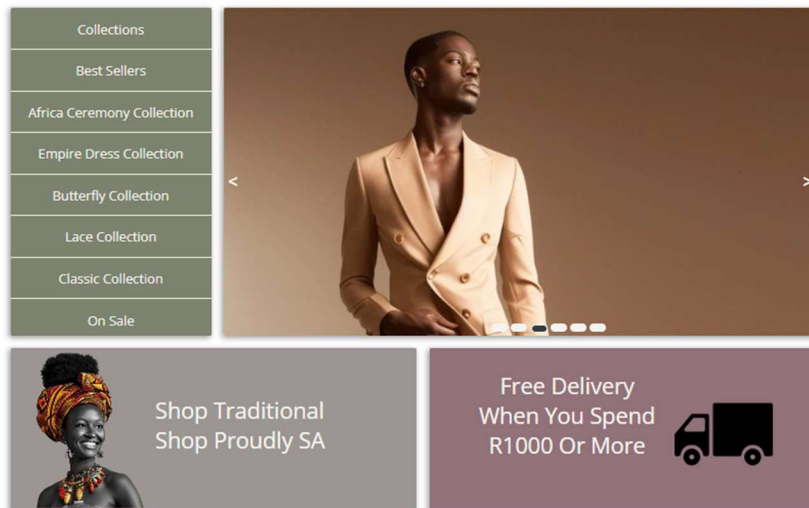 Collections
Best Sellers
Africa Ceremony Collection
Empire Dress Collection
Butterfly Collection
Lace Collection
Classic Collection
On Sale
<
>
Shop Traditional
Shop Proudly SA
Free Delivery
When You Spend
R1000 Or More